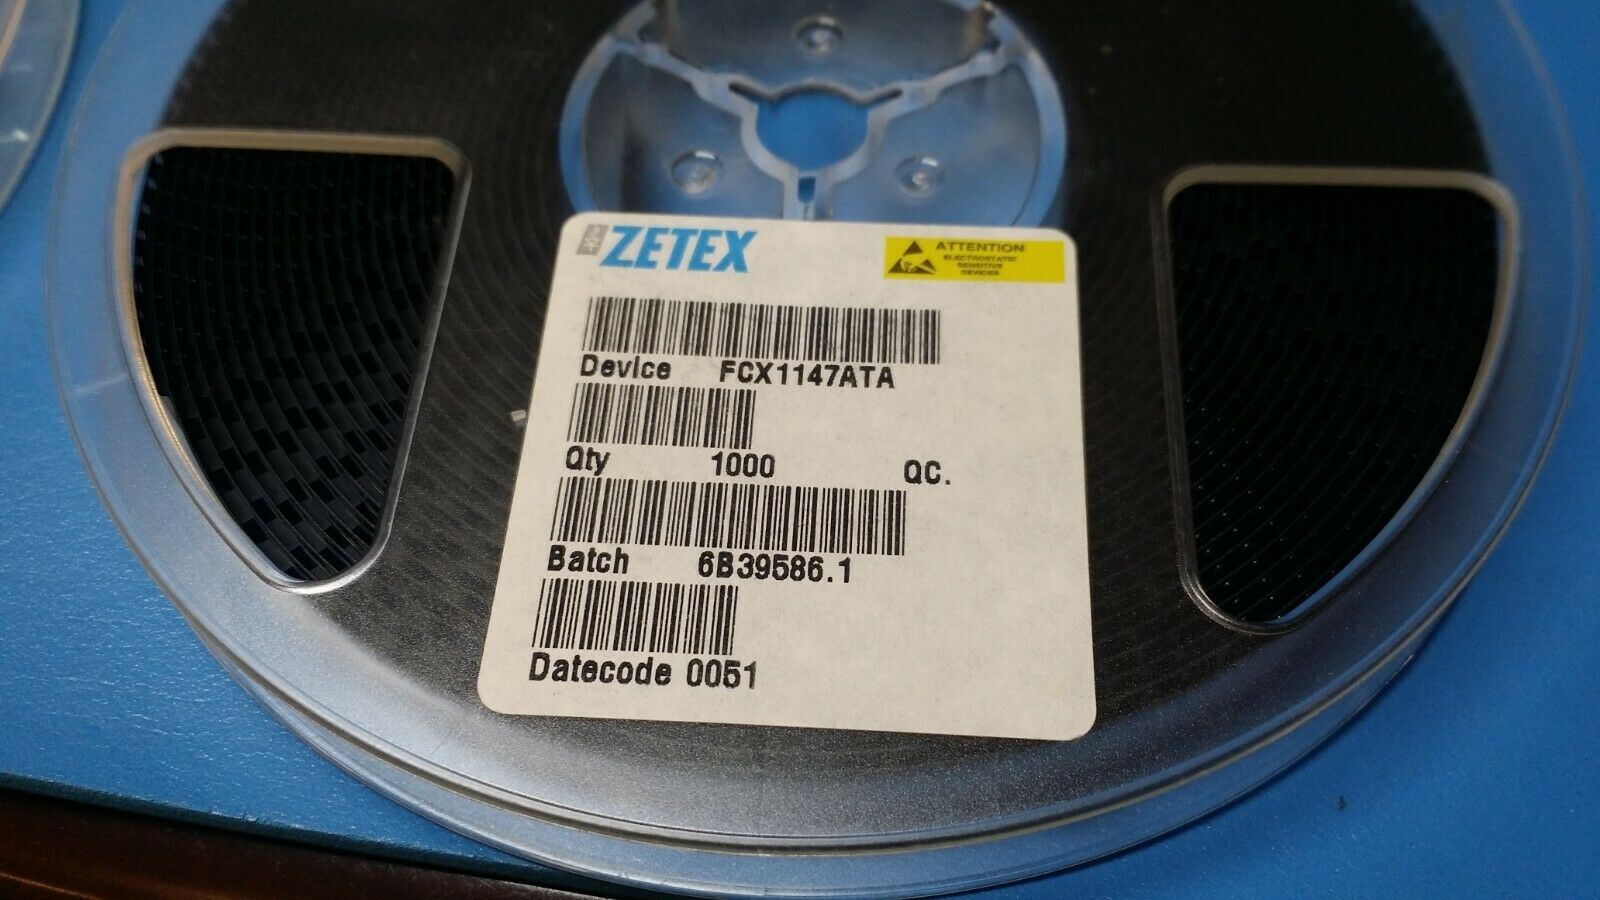 ZETEX
ATTENTION
ELECTROSTATIC
SENSITIVE
DEVICES
Device FCX1147ATA
Qty 1000 QC.
Batch 6B39586.1
Datecode 0051